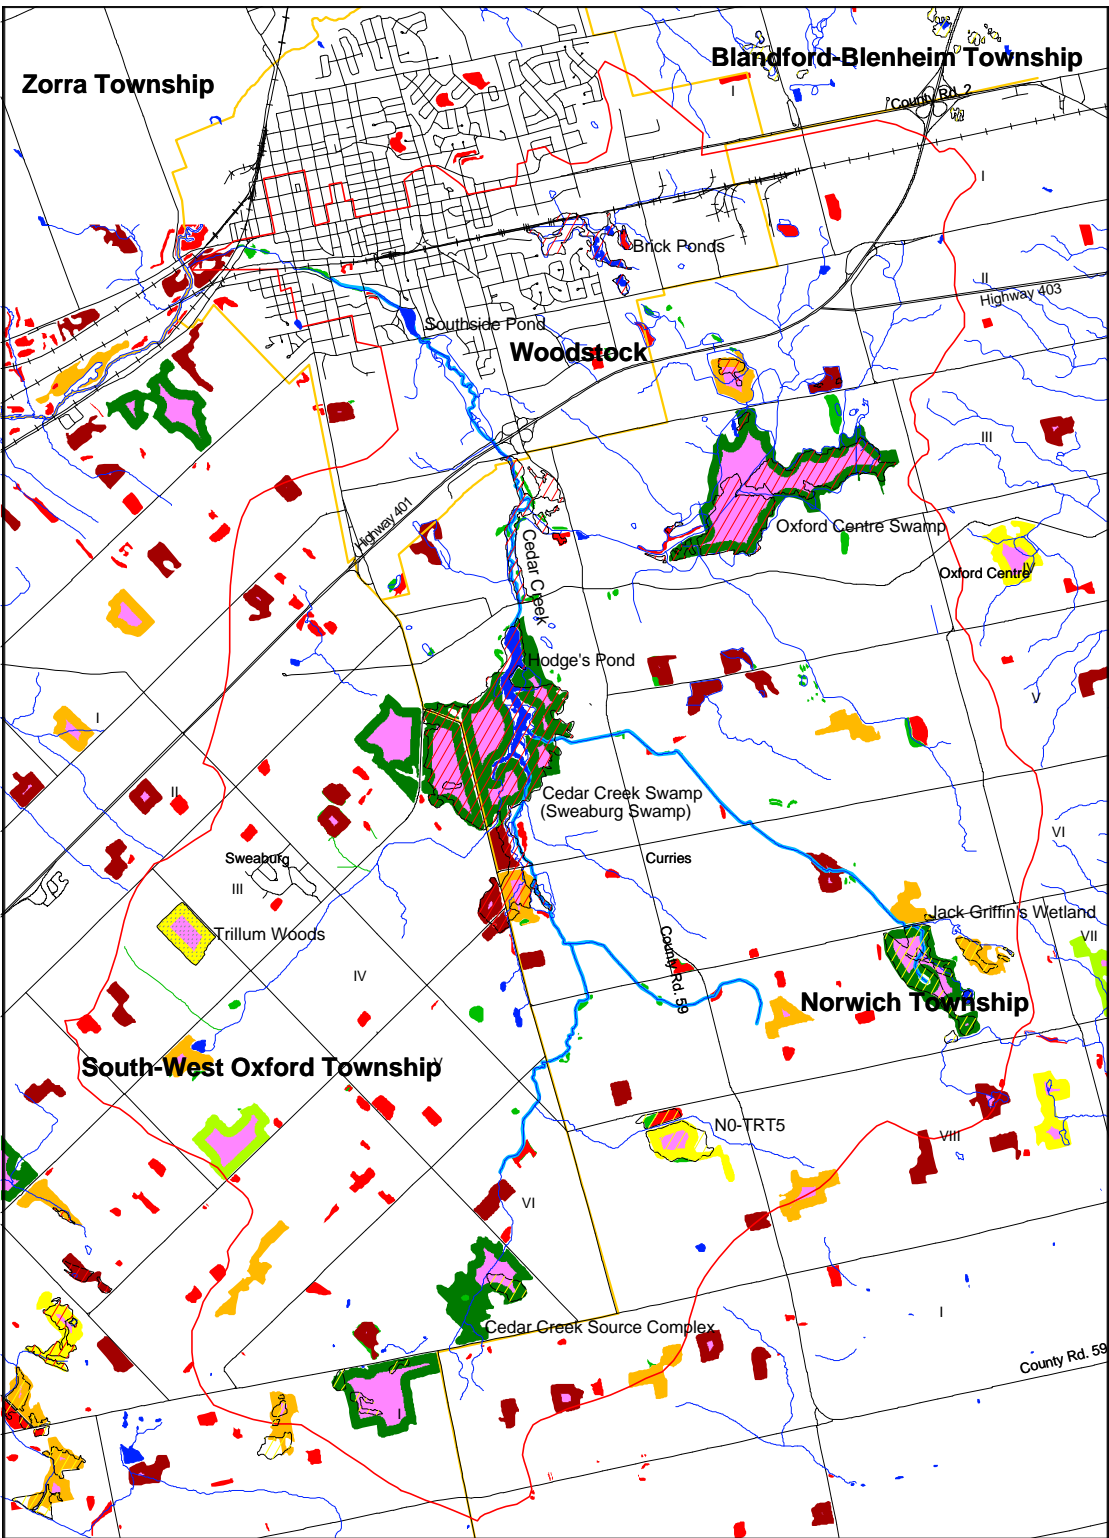 Blandford-Blenheim Township
Zorra Township
I
County Rd. 2
I
Brick Ponds
II
Highway 403
Southside Pond
Woodstock
III
Highway 401
Oxford Centre Swamp
Cedar Creek
IV
Oxford Centre
Hodge's Pond
V
I
II
Cedar Creek Swamp
(Sweaburg Swamp)
VI
Sweaburg
Curries
III
Jack Griffin's Wetland
Trillum Woods
VII
County Rd. 59
IV
Norwich Township
South-West Oxford Township
V
N0-TRT5
VIII
VI
I
Cedar Creek Source Complex
County Rd. 59
I